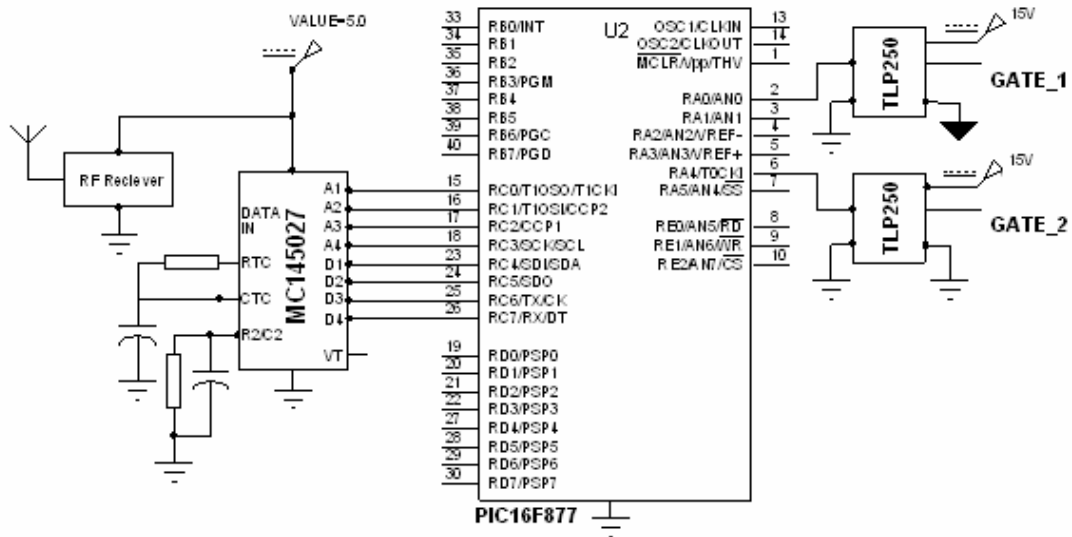 VALUE=5.0
RF Reciever
DATA IN
RTC
CTC
R2/C2
MC145027
A1
A2
A3
A4
D1
D2
D3
D4
VT
33 RB0/INT
34 RB1
35 RB2
36 RB3/PGM
37 RB4
38 RB5
39 RB6/PGC
40 RB7/PGD
15 RC0/T1OSO/T1CKI
16 RC1/T1OSI/CCP2
17 RC2/CCP1
18 RC3/SCK/SCL
23 RC4/SDI/SDA
24 RC5/SDO
25 RC6/TX/CK
26 RC7/RX/DT
19 RD0/PSP0
20 RD1/PSP1
21 RD2/PSP2
22 RD3/PSP3
27 RD4/PSP4
28 RD5/PSP5
29 RD6/PSP6
30 RD7/PSP7
U2
OSC1/CLKIN 13
OSC2/CLKOUT 14
MCLR/Vpp/THV 1
RA0/AN0 2
RA1/AN1 3
RA2/AN2/VREF- 4
RA3/AN3/VREF+ 5
RA4/T0CKI 6
RA5/AN4/SS 7
RE0/AN5/RD 8
RE1/AN6/WR 9
RE2/AN7/CS 10
PIC16F877
TLP250
15V
GATE_1
TLP250
15V
GATE_2